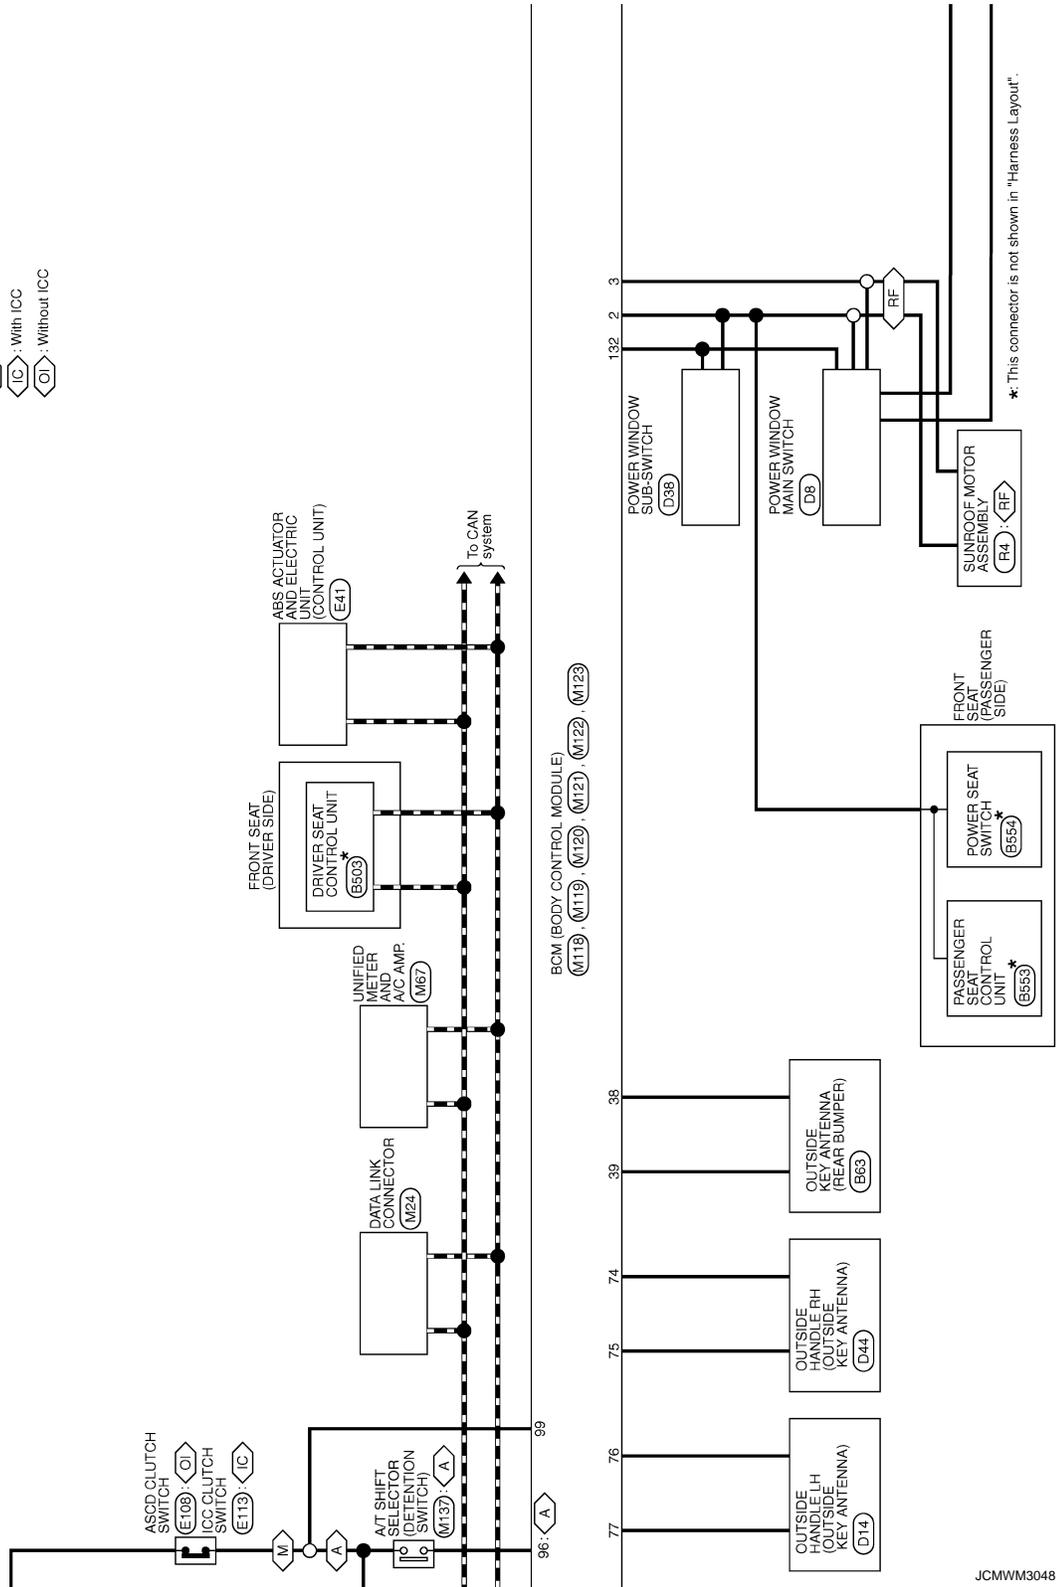 IC : With ICC
OI : Without ICC
ASCD CLUTCH
SWITCH
E108 : OI
ICC CLUTCH
SWITCH
E113 : IC
M
A
A/T SHIFT
SELECTOR
(DETENTION
SWITCH)
M137 : A
DATA LINK
CONNECTOR
M24
UNIFIED
METER
AND
A/C AMP.
M67
FRONT SEAT
(DRIVER SIDE)
DRIVER SEAT
CONTROL UNIT
*
B503
ABS ACTUATOR
AND ELECTRIC
UNIT
(CONTROL UNIT)
E41
To CAN
system
96 : A
99
BCM (BODY CONTROL MODULE)
M118 , M119 , M120 , M121 , M122 , M123
77
76
75
74
39
38
132
2
3
OUTSIDE
HANDLE LH
(OUTSIDE
KEY ANTENNA)
D14
OUTSIDE
HANDLE RH
(OUTSIDE
KEY ANTENNA)
D44
OUTSIDE
KEY ANTENNA
(REAR BUMPER)
B63
POWER WINDOW
SUB-SWITCH
D38
POWER WINDOW
MAIN SWITCH
D8
RF
FRONT
SEAT
(PASSENGER
SIDE)
PASSENGER
SEAT
CONTROL
UNIT *
B553
POWER SEAT
SWITCH *
B554
SUNROOF MOTOR
ASSEMBLY
R4 : RF
*: This connector is not shown in "Harness Layout".
JCMWM3048